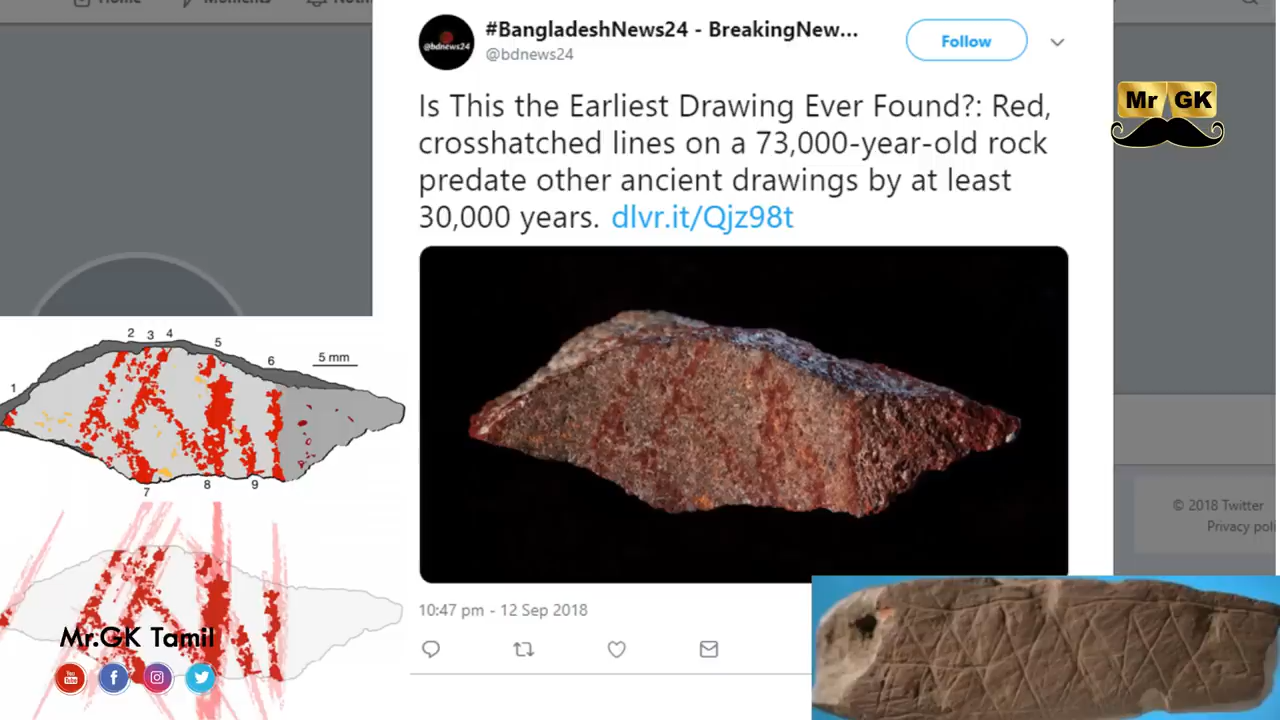 #BangladeshNews24 - BreakingNew...
@bdnews24
@bdnews24
Follow
Mr GK
Is This the Earliest Drawing Ever Found?: Red,
crosshatched lines on a 73,000-year-old rock
predate other ancient drawings by at least
30,000 years. dlvr.it/Qjz98t
2 3 4
5
6
5 mm
1
7
8
9
10:47 pm - 12 Sep 2018
© 2018 Twitter
Mr.GK Tamil
You